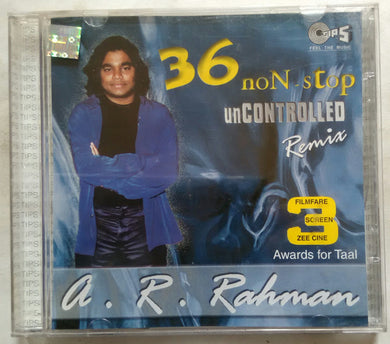 TiPS
FEEL THE MUSIC
36 noN stop
unCONTROLLED
Remix
FILMFARE
3
SCREEN
ZEE CINE
Awards for Taal
A. R. Rahman